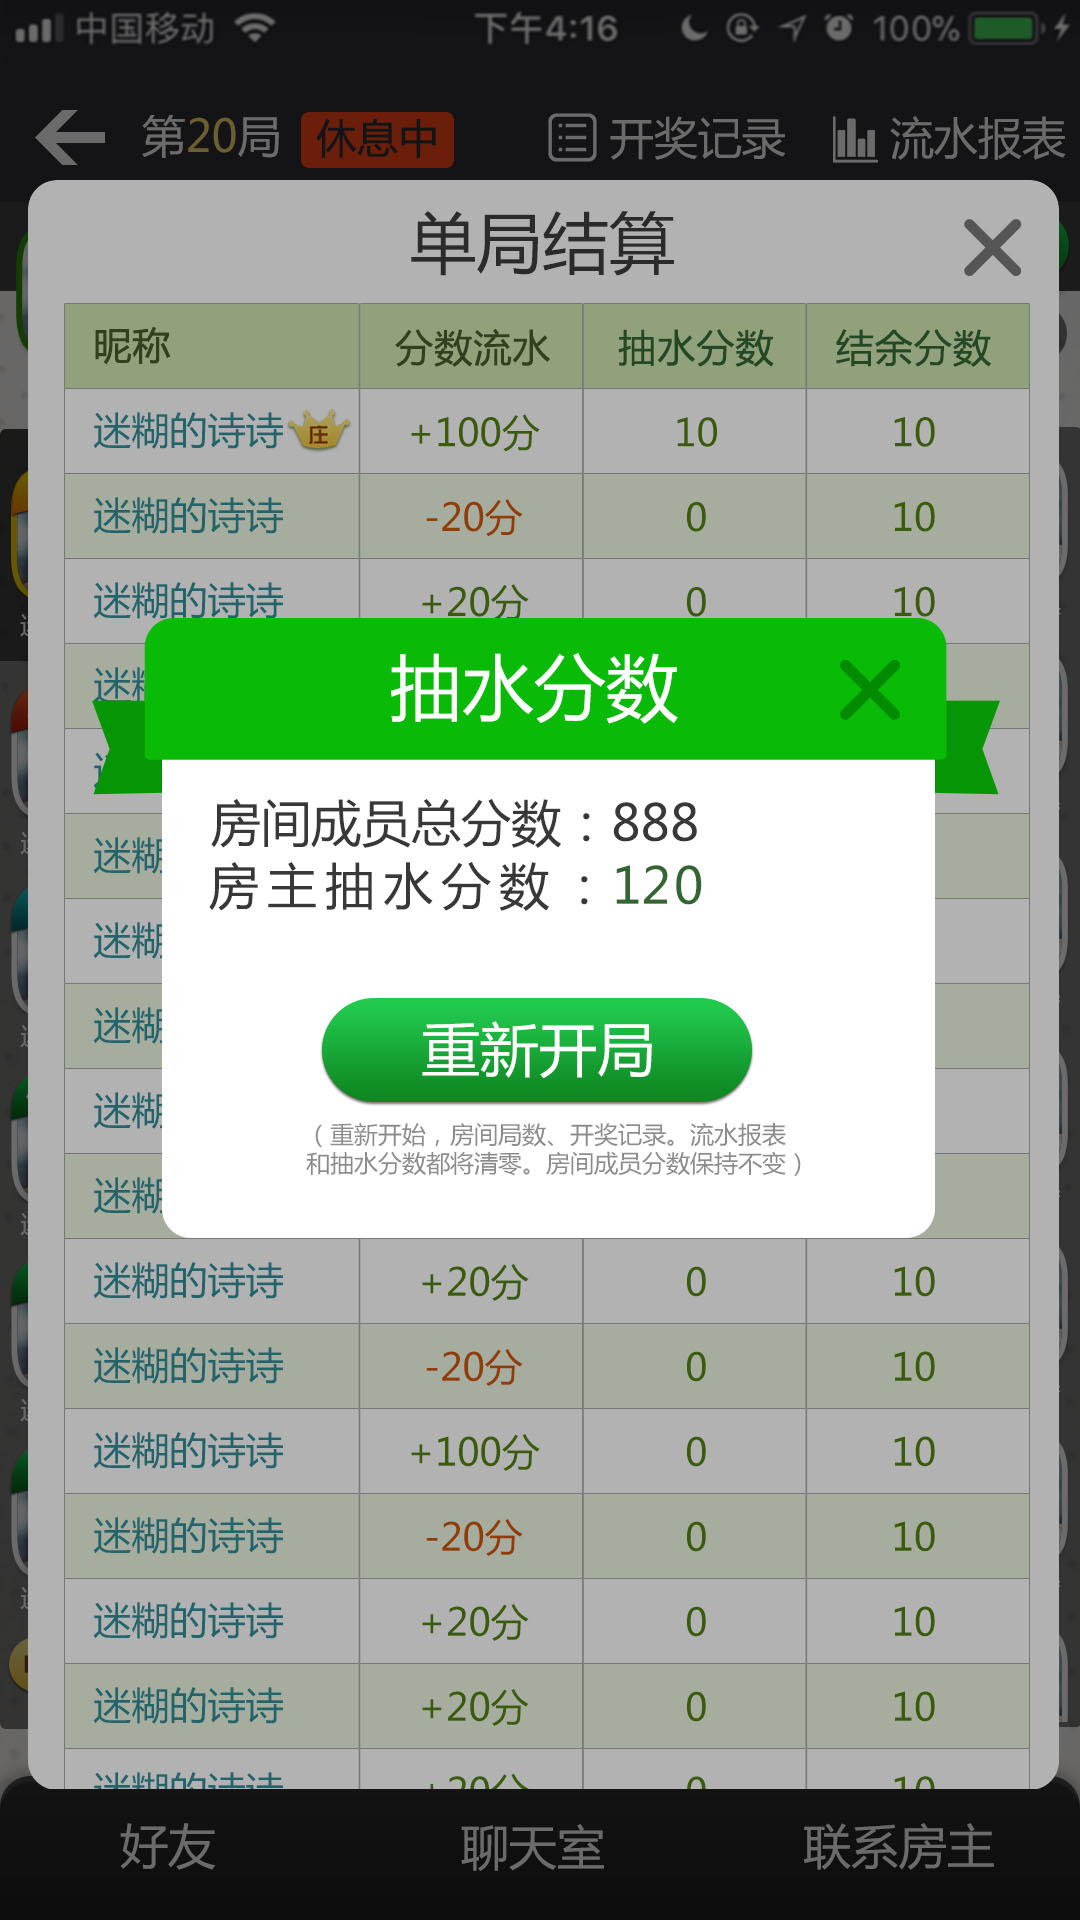 中国移动 下午4:16 100%
第20局 休息中 开奖记录 流水报表
单局结算
昵称 分数流水 抽水分数 结余分数
迷糊的诗诗 庄 +100分 10 10
迷糊的诗诗 -20分 0 10
迷糊的诗诗 +20分 0 10
迷糊
抽水分数
房间成员总分数：888
迷糊
房主抽水分数：120
迷糊
迷糊
重新开局
迷糊
（重新开始，房间局数、开奖记录。流水报表
和抽水分数都将清零。房间成员分数保持不变）
迷糊
迷糊的诗诗 +20分 0 10
迷糊的诗诗 -20分 0 10
迷糊的诗诗 +100分 0 10
迷糊的诗诗 -20分 0 10
迷糊的诗诗 +20分 0 10
迷糊的诗诗 +20分 0 10
迷糊的诗诗 +20分 0 10
好友 聊天室 联系房主